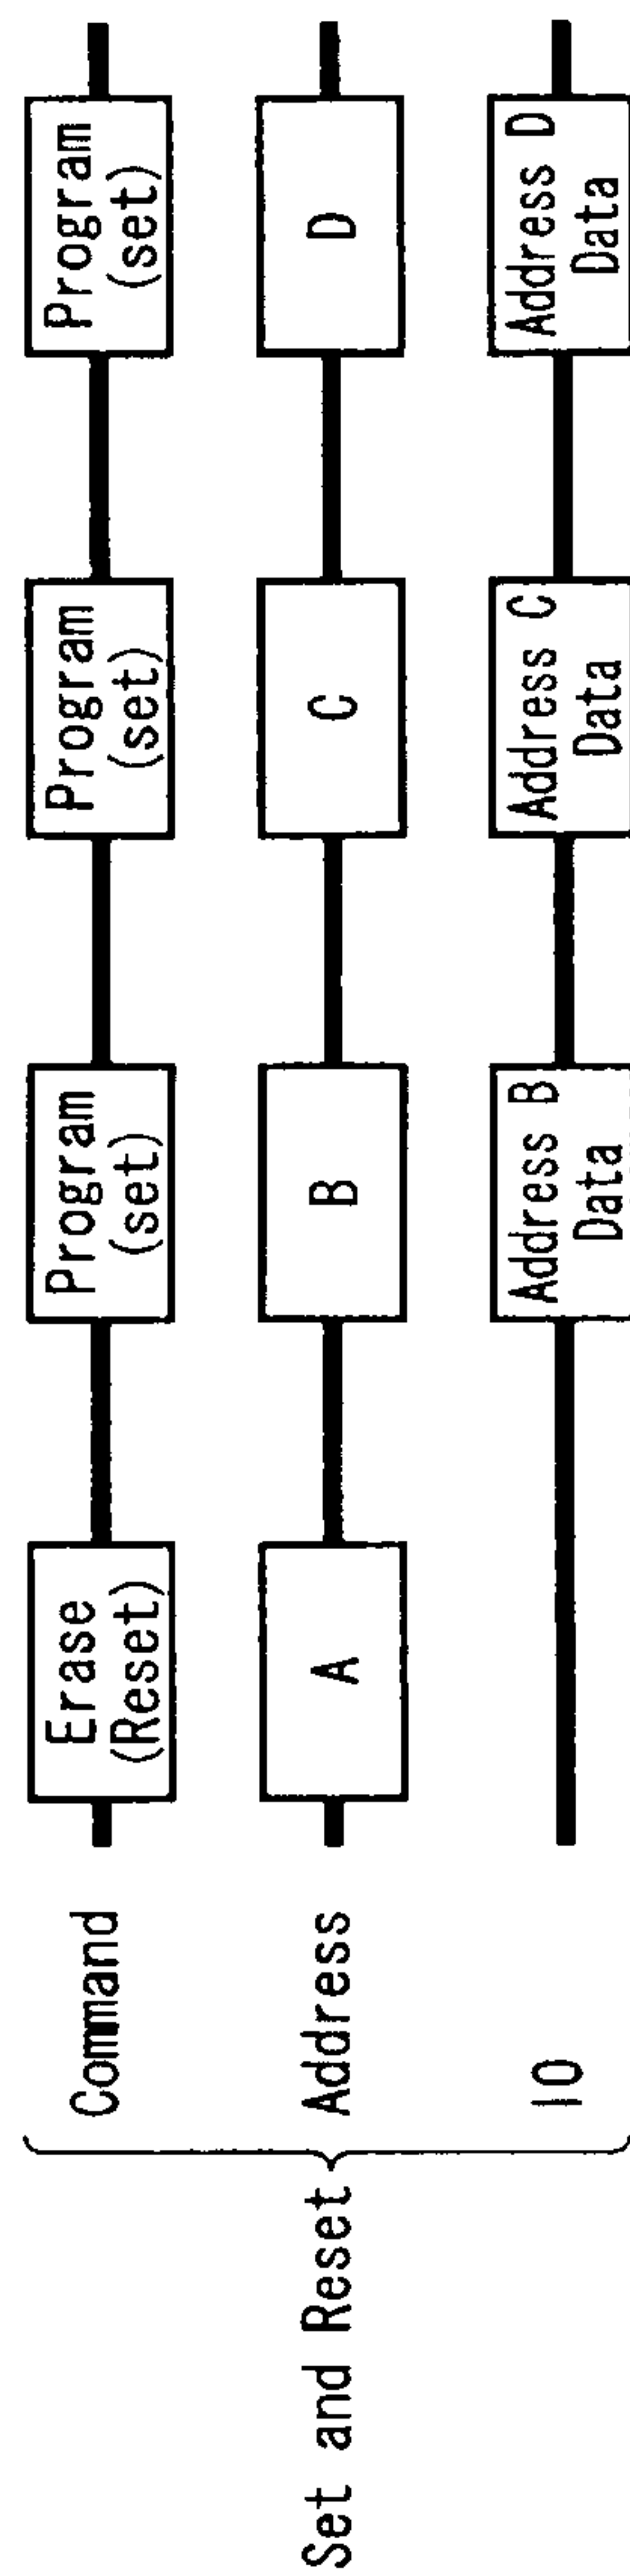 Set and Reset
Command
Erase
(Reset)
Program
(set)
Program
(set)
Program
(set)
Address
A
B
C
D
IO
Address B
Data
Address C
Data
Address D
Data